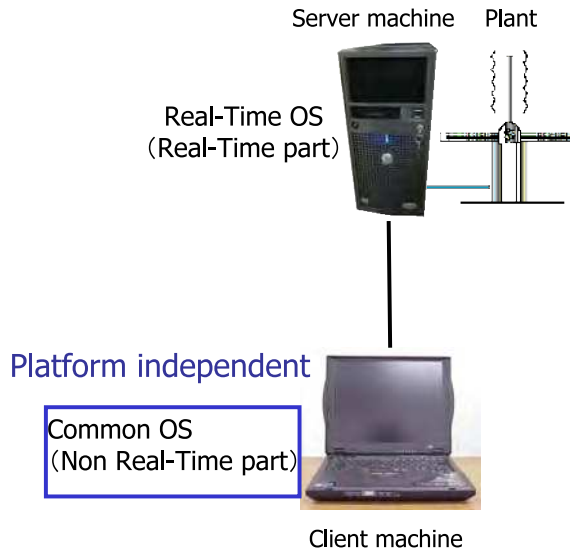 Server machine
Plant
Real-Time OS
（Real-Time part）
Platform independent
Common OS
（Non Real-Time part）
Client machine